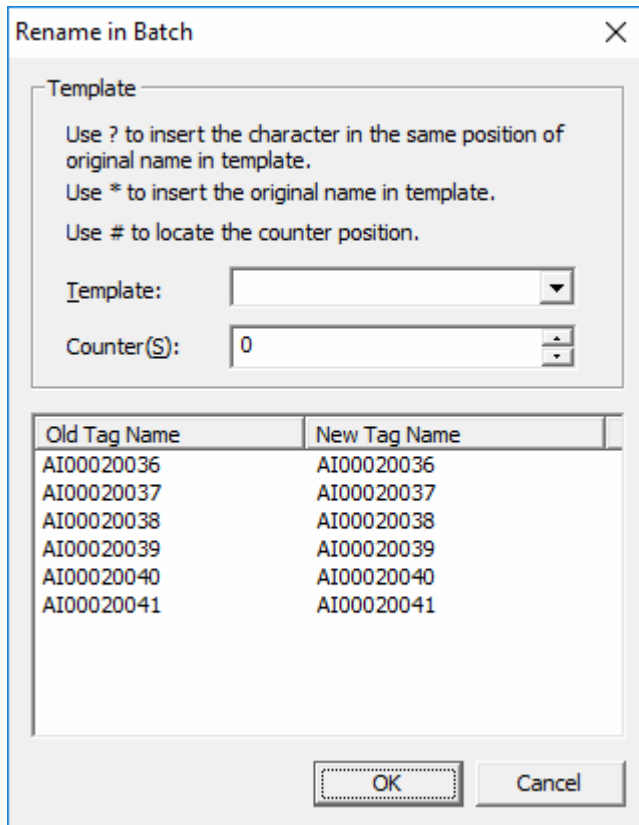 Rename in Batch
Template
Use ? to insert the character in the same position of
original name in template.
Use * to insert the original name in template.
Use # to locate the counter position.
Template:
Counter(S): 0
Old Tag Name New Tag Name
AI00020036 AI00020036
AI00020037 AI00020037
AI00020038 AI00020038
AI00020039 AI00020039
AI00020040 AI00020040
AI00020041 AI00020041
OK Cancel